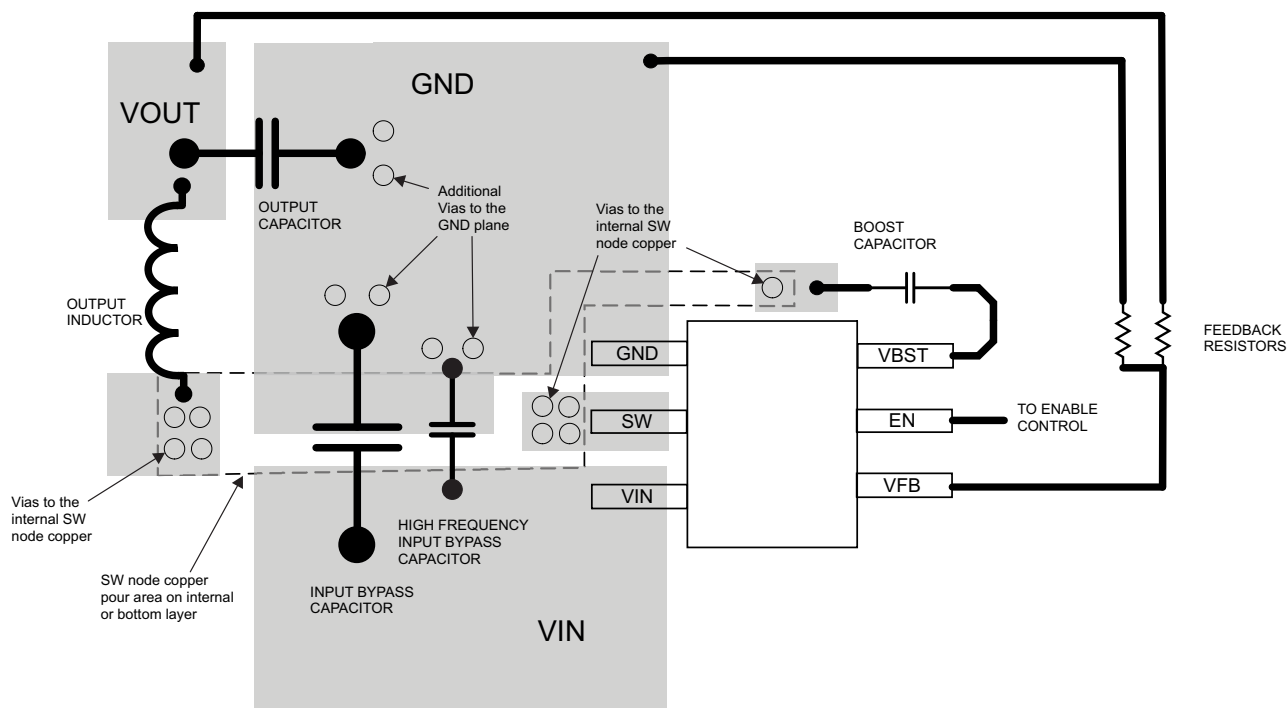 GND
VOUT
Additional
Vias to the
GND plane
OUTPUT
CAPACITOR
Vias to the
internal SW
node copper
BOOST
CAPACITOR
OUTPUT
INDUCTOR
FEEDBACK
RESISTORS
GND
VBST
SW
EN
TO ENABLE
CONTROL
VIN
VFB
Vias to the
internal SW
node copper
HIGH FREQUENCY
INPUT BYPASS
CAPACITOR
SW node copper
pour area on internal
or bottom layer
INPUT BYPASS
CAPACITOR
VIN